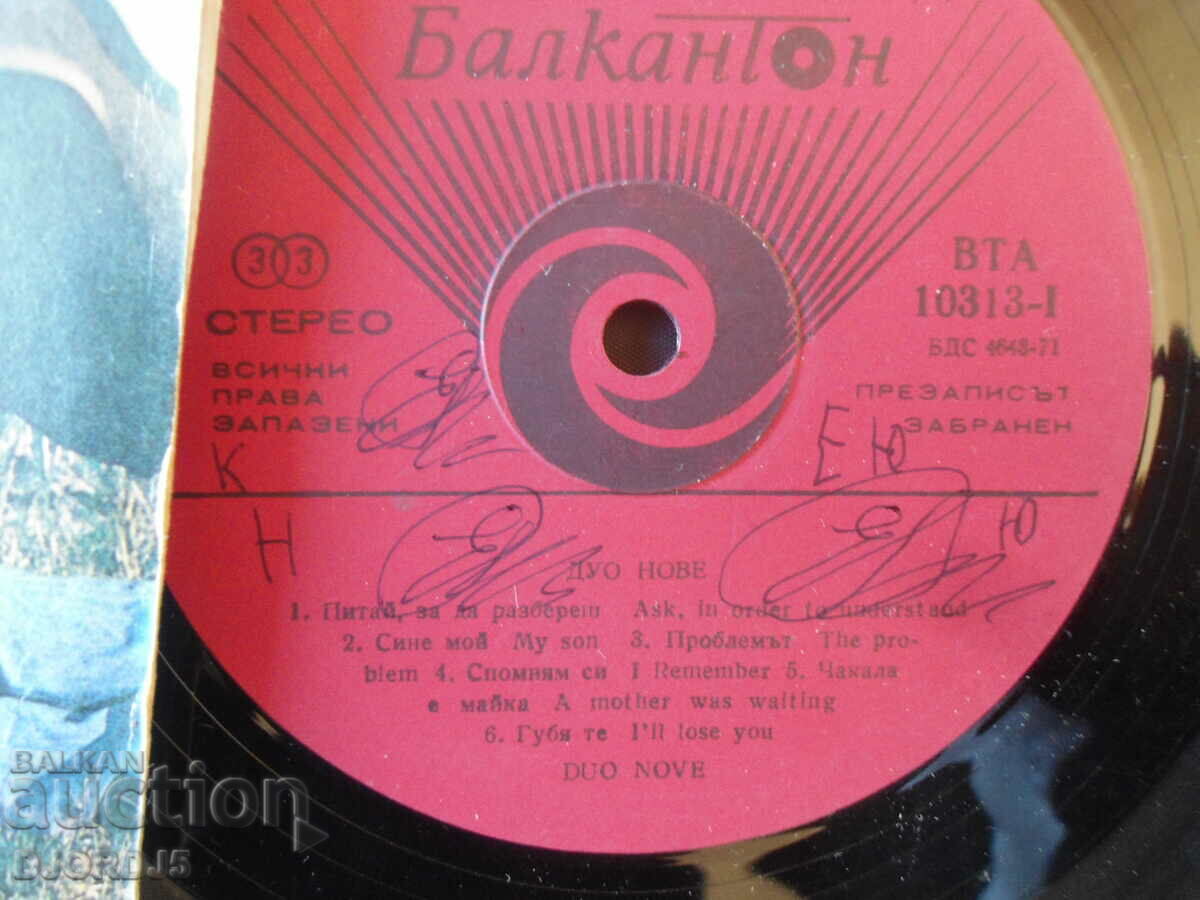 Балкантон
33
СТЕРЕО
ВСИЧКИ
ПРАВА
ЗАПАЗЕНИ
ВТА
10313-I
БДС 4648-71
ПРЕЗАПИСЪТ
ЗАБРАНЕН
К
Е Ю
Н
Ю
ДУО НОВЕ
1. Питай, за да разбереш Ask, in order to understand
2. Сине мой My son 3. Проблемът The pro-
blem 4. Спомням си I Remember 5. Чакала
е майка A mother was waiting
6. Губя те I'll lose you
DUO NOVE
BALKAN
auction
DJORDJ5